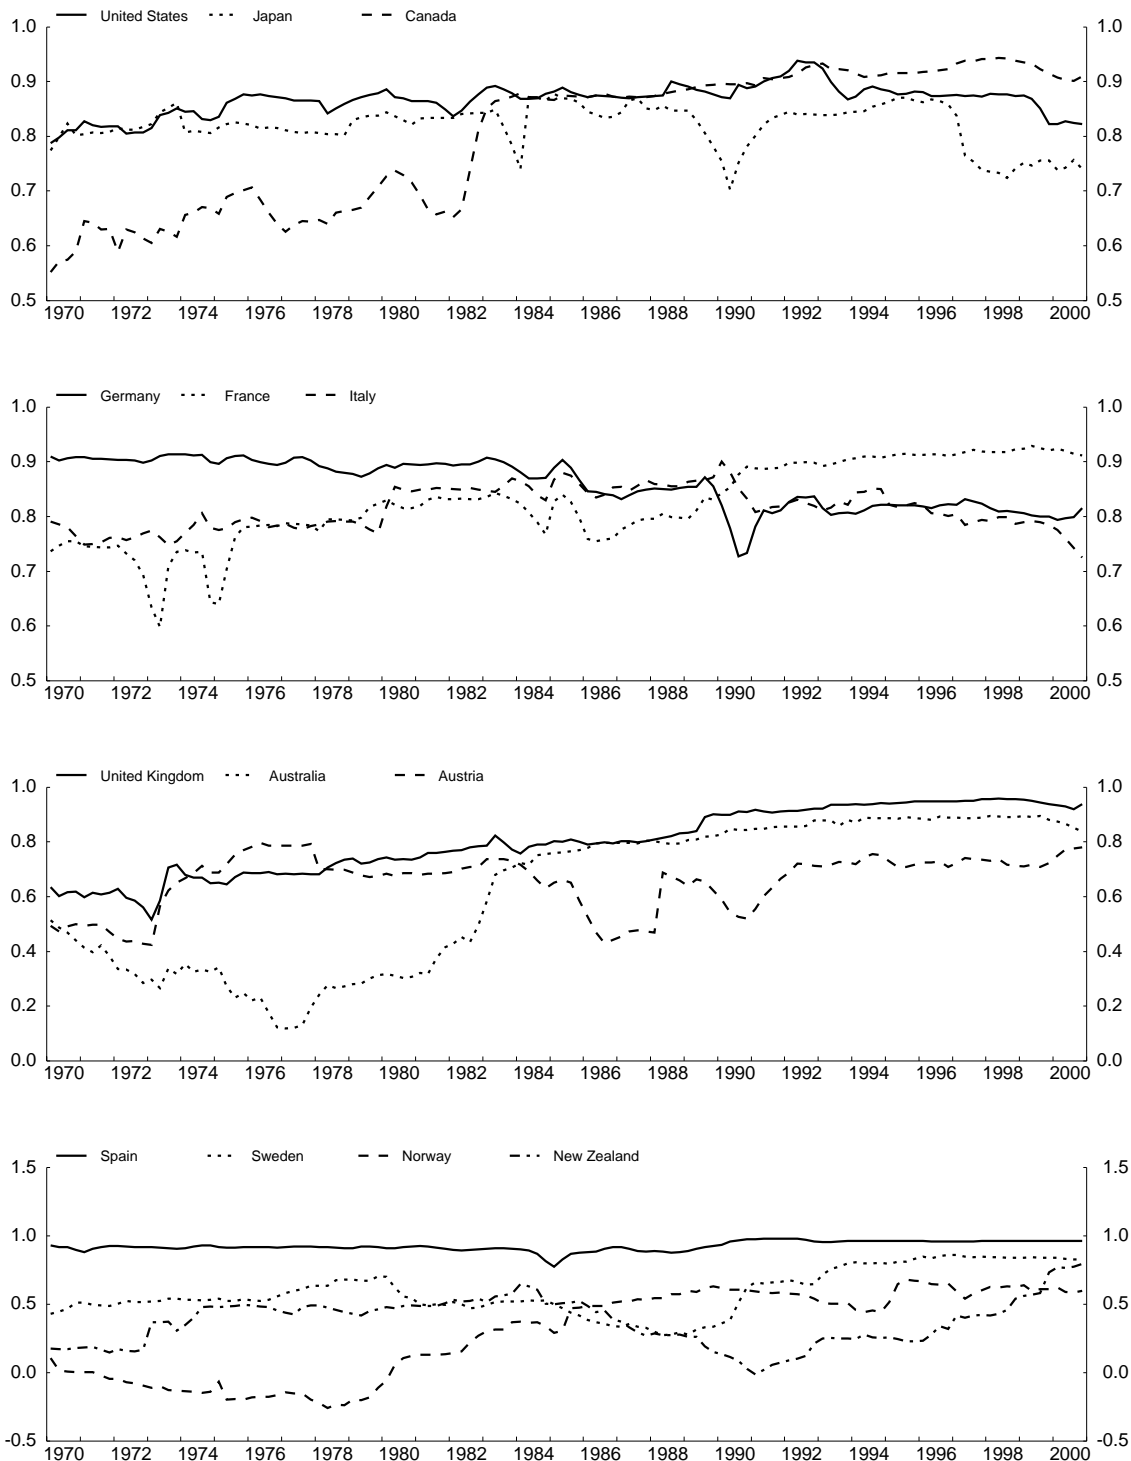 United States Japan Canada
1.0 1.0
0.9 0.9
0.8 0.8
0.7 0.7
0.6 0.6
0.5 0.5
1970 1972 1974 1976 1978 1980 1982 1984 1986 1988 1990 1992 1994 1996 1998 2000
Germany France Italy
1.0 1.0
0.9 0.9
0.8 0.8
0.7 0.7
0.6 0.6
0.5 0.5
1970 1972 1974 1976 1978 1980 1982 1984 1986 1988 1990 1992 1994 1996 1998 2000
United Kingdom Australia Austria
1.0 1.0
0.8 0.8
0.6 0.6
0.4 0.4
0.2 0.2
0.0 0.0
1970 1972 1974 1976 1978 1980 1982 1984 1986 1988 1990 1992 1994 1996 1998 2000
Spain Sweden Norway New Zealand
1.5 1.5
1.0 1.0
0.5 0.5
0.0 0.0
-0.5 -0.5
1970 1972 1974 1976 1978 1980 1982 1984 1986 1988 1990 1992 1994 1996 1998 2000